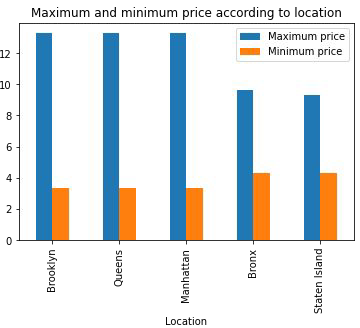 Maximum and minimum price according to location
Maximum price
Minimum price
12
10
8
6
4
2
0
Brooklyn
Queens
Manhattan
Bronx
Staten Island
Location